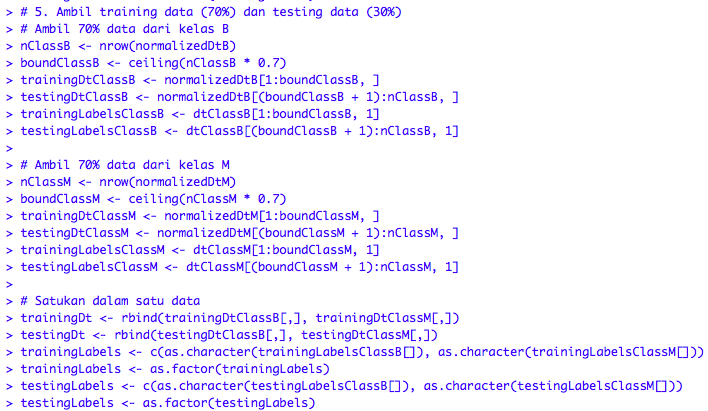 > # 5. Ambil training data (70%) dan testing data (30%)
> # Ambil 70% data dari kelas B
> nClassB <- nrow(normalizedDtB)
> boundClassB <- ceiling(nClassB * 0.7)
> trainingDtClassB <- normalizedDtB[1:boundClassB, ]
> testingDtClassB <- normalizedDtB[(boundClassB + 1):nClassB, ]
> trainingLabelsClassB <- dtClassB[1:boundClassB, 1]
> testingLabelsClassB <- dtClassB[(boundClassB + 1):nClassB, 1]
>
> # Ambil 70% data dari kelas M
> nClassM <- nrow(normalizedDtM)
> boundClassM <- ceiling(nClassM * 0.7)
> trainingDtClassM <- normalizedDtM[1:boundClassM, ]
> testingDtClassM <- normalizedDtM[(boundClassM + 1):nClassM, ]
> trainingLabelsClassM <- dtClassM[1:boundClassM, 1]
> testingLabelsClassM <- dtClassM[(boundClassM + 1):nClassM, 1]
>
> # Satukan dalam satu data
> trainingDt <- rbind(trainingDtClassB[,], trainingDtClassM[,])
> testingDt <- rbind(testingDtClassB[,], testingDtClassM[,])
> trainingLabels <- c(as.character(trainingLabelsClassB[]), as.character(trainingLabelsClassM[]))
> trainingLabels <- as.factor(trainingLabels)
> testingLabels <- c(as.character(testingLabelsClassB[]), as.character(testingLabelsClassM[]))
> testingLabels <- as.factor(testingLabels)